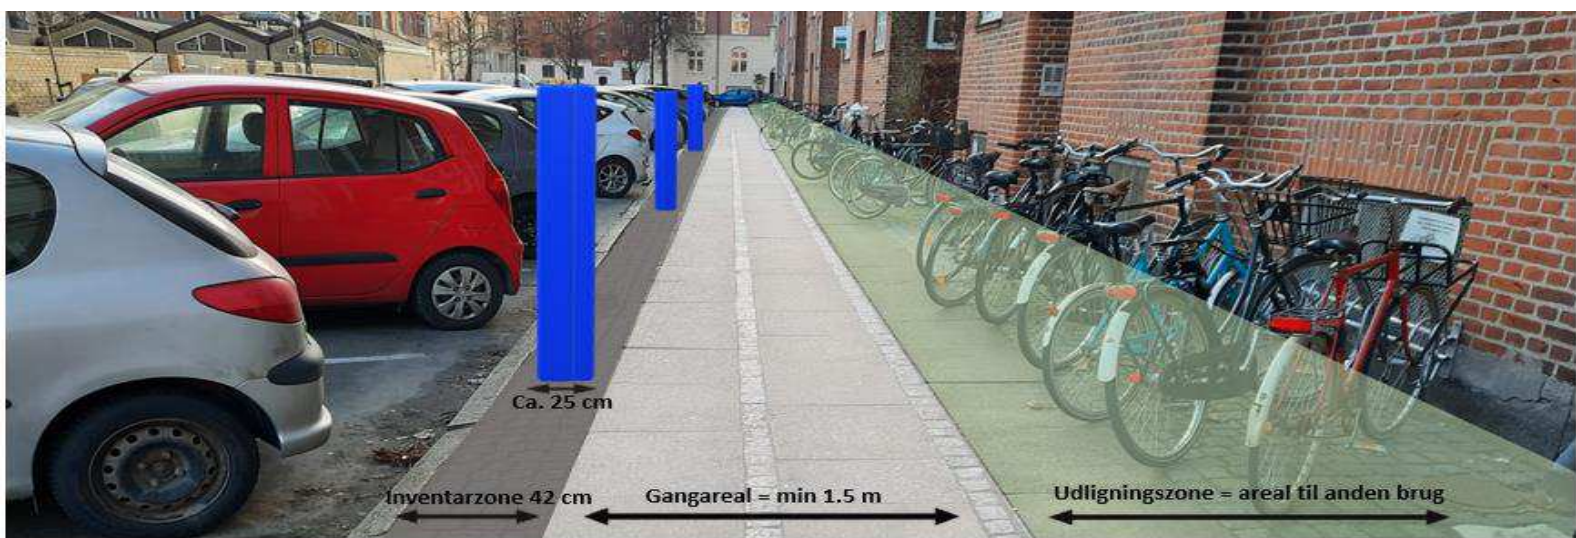 Ca. 25 cm
Inventarzone 42 cm
Gangareal = min 1.5 m
Udligningszone = areal til anden brug